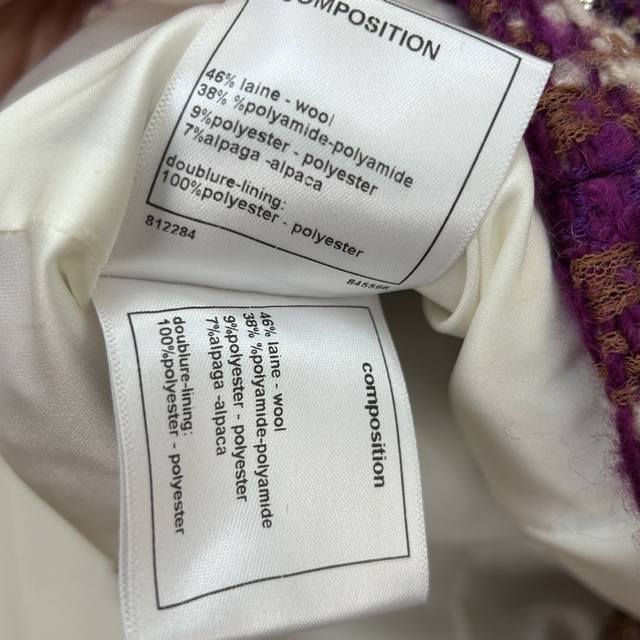 COMPOSITION
46% laine - wool
38% %polyamide-polyamide
9%polyester - polyester
7%alpaga -alpaca
doublure-lining:
100%polyester - polyester
812284
composition
46% laine - wool
38% %polyamide-polyamide
9%polyester - polyester
7%alpaga -alpaca
doublure-lining:
100%polyester - polyester